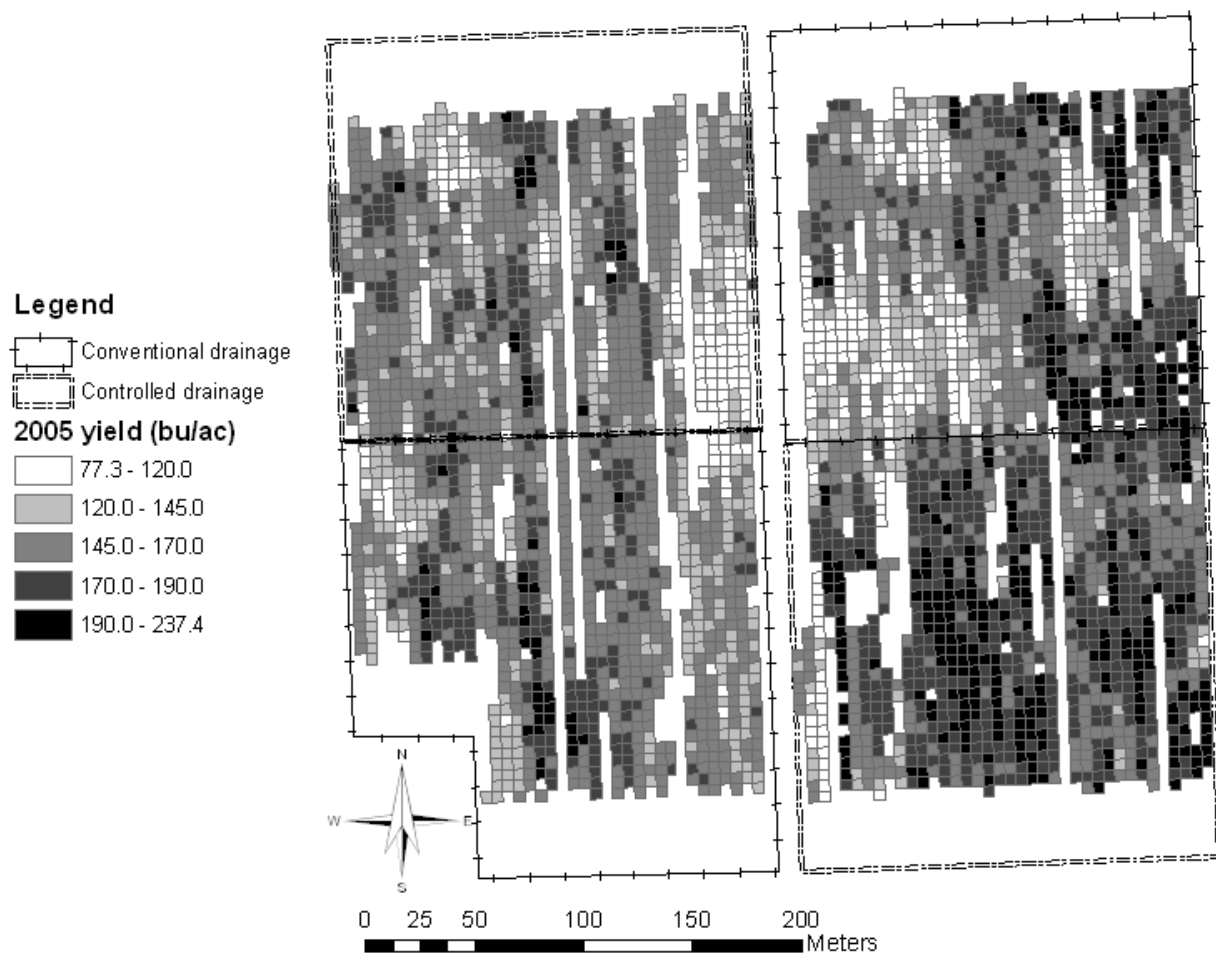 Legend
Conventional drainage
Controlled drainage
2005 yield (bu/ac)
77.3 - 120.0
120.0 - 145.0
145.0 - 170.0
170.0 - 190.0
190.0 - 237.4
N
W E
S
0 25 50 100 150 200
Meters